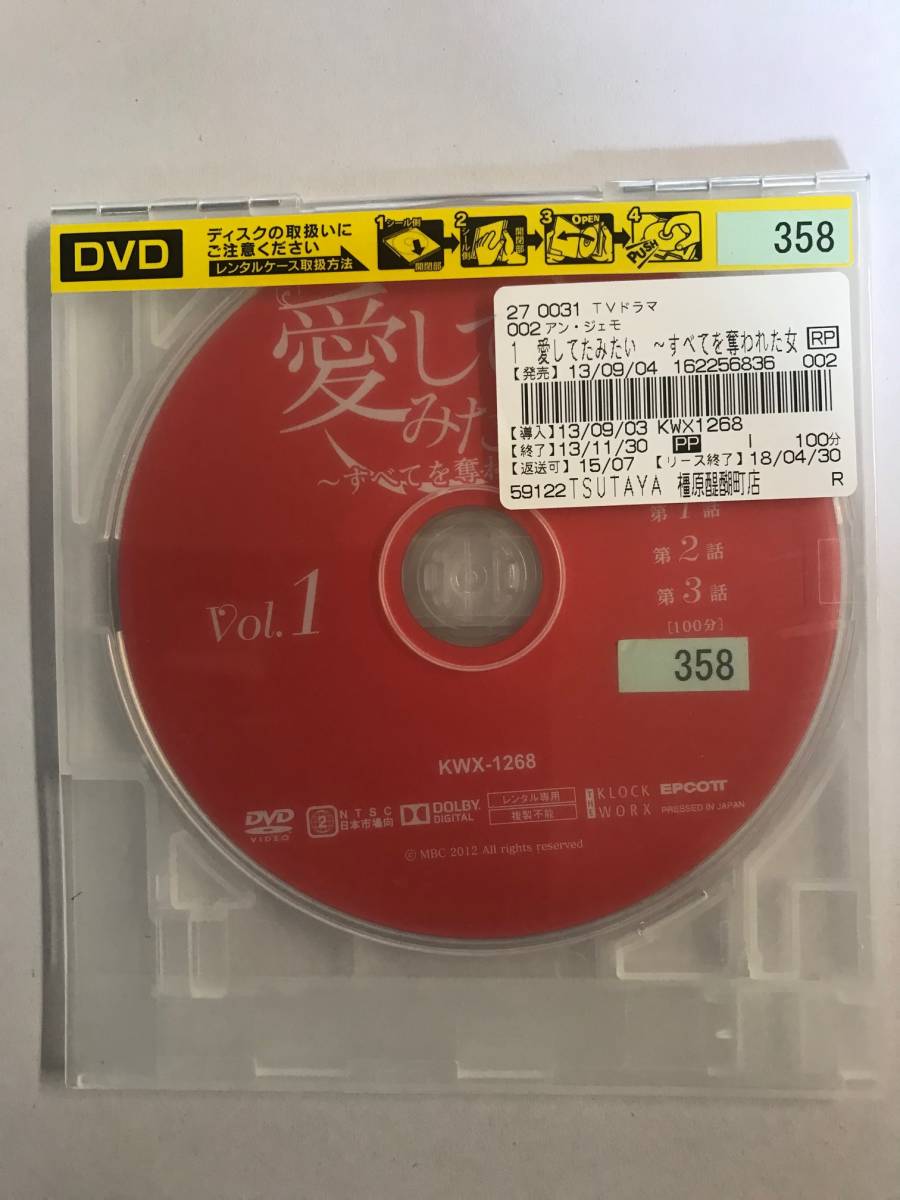 DVD
ディスクの取扱いに
ご注意ください
レンタルケース取扱方法
1 シール側 開閉部
2 シール側 開閉部
3 OPEN
4 PUSH
358
27 0031 TVドラマ
002アン・ジェモ
1 愛してたみたい ～すべてを奪われた女 RP
【発売】13/09/04 162256836 002
【導入】13/09/03 KWX1268
【終了】13/11/30 PP I 100分
【返送可】15/07 【リース終了】18/04/30
59122TSUTAYA 橿原醍醐町店 R
愛して
みた
～すべてを奪わ
第1話
第2話
第3話
[100分]
Vol.1
358
KWX-1268
DVD VIDEO
2 NTSC 日本市場向
DOLBY DIGITAL
レンタル専用
複製不能
THE KLOCK WORX
EPCOTT
PRESSED IN JAPAN
© MBC 2012 All rights reserved